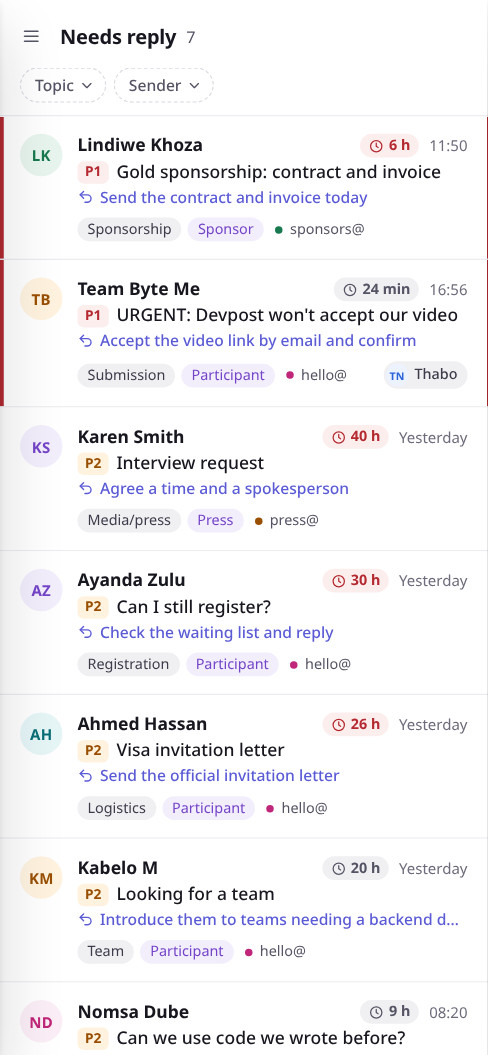 Needs reply 7
Topic Sender
LK Lindiwe Khoza 6 h 11:50
P1 Gold sponsorship: contract and invoice
Send the contract and invoice today
Sponsorship Sponsor sponsors@
TB Team Byte Me 24 min 16:56
P1 URGENT: Devpost won't accept our video
Accept the video link by email and confirm
Submission Participant hello@ TN Thabo
KS Karen Smith 40 h Yesterday
P2 Interview request
Agree a time and a spokesperson
Media/press Press press@
AZ Ayanda Zulu 30 h Yesterday
P2 Can I still register?
Check the waiting list and reply
Registration Participant hello@
AH Ahmed Hassan 26 h Yesterday
P2 Visa invitation letter
Send the official invitation letter
Logistics Participant hello@
KM Kabelo M 20 h Yesterday
P2 Looking for a team
Introduce them to teams needing a backend d...
Team Participant hello@
ND Nomsa Dube 9 h 08:20
P2 Can we use code we wrote before?